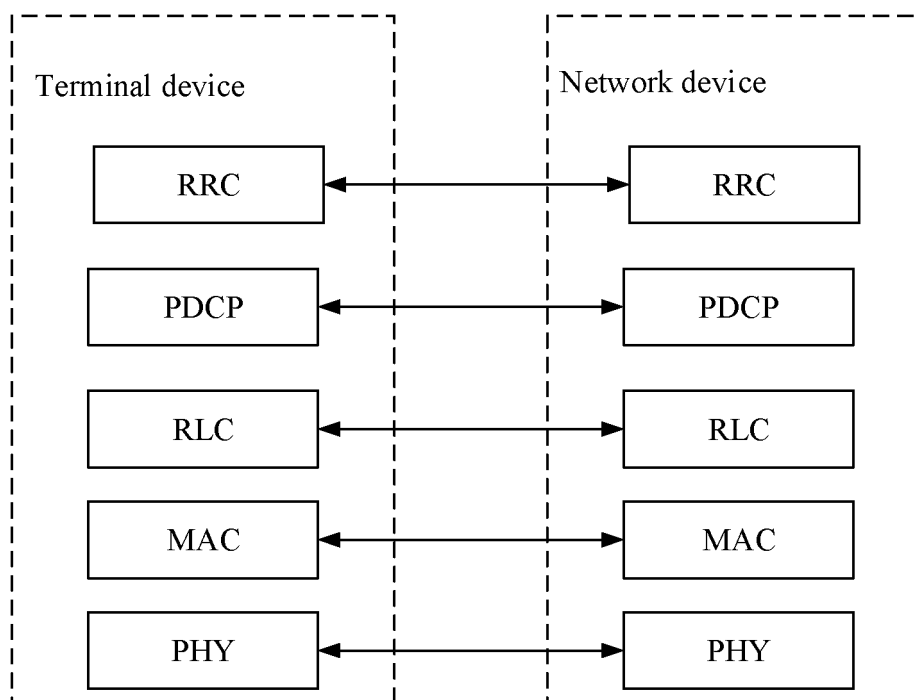 Terminal device
Network device
RRC
RRC
PDCP
PDCP
RLC
RLC
MAC
MAC
PHY
PHY